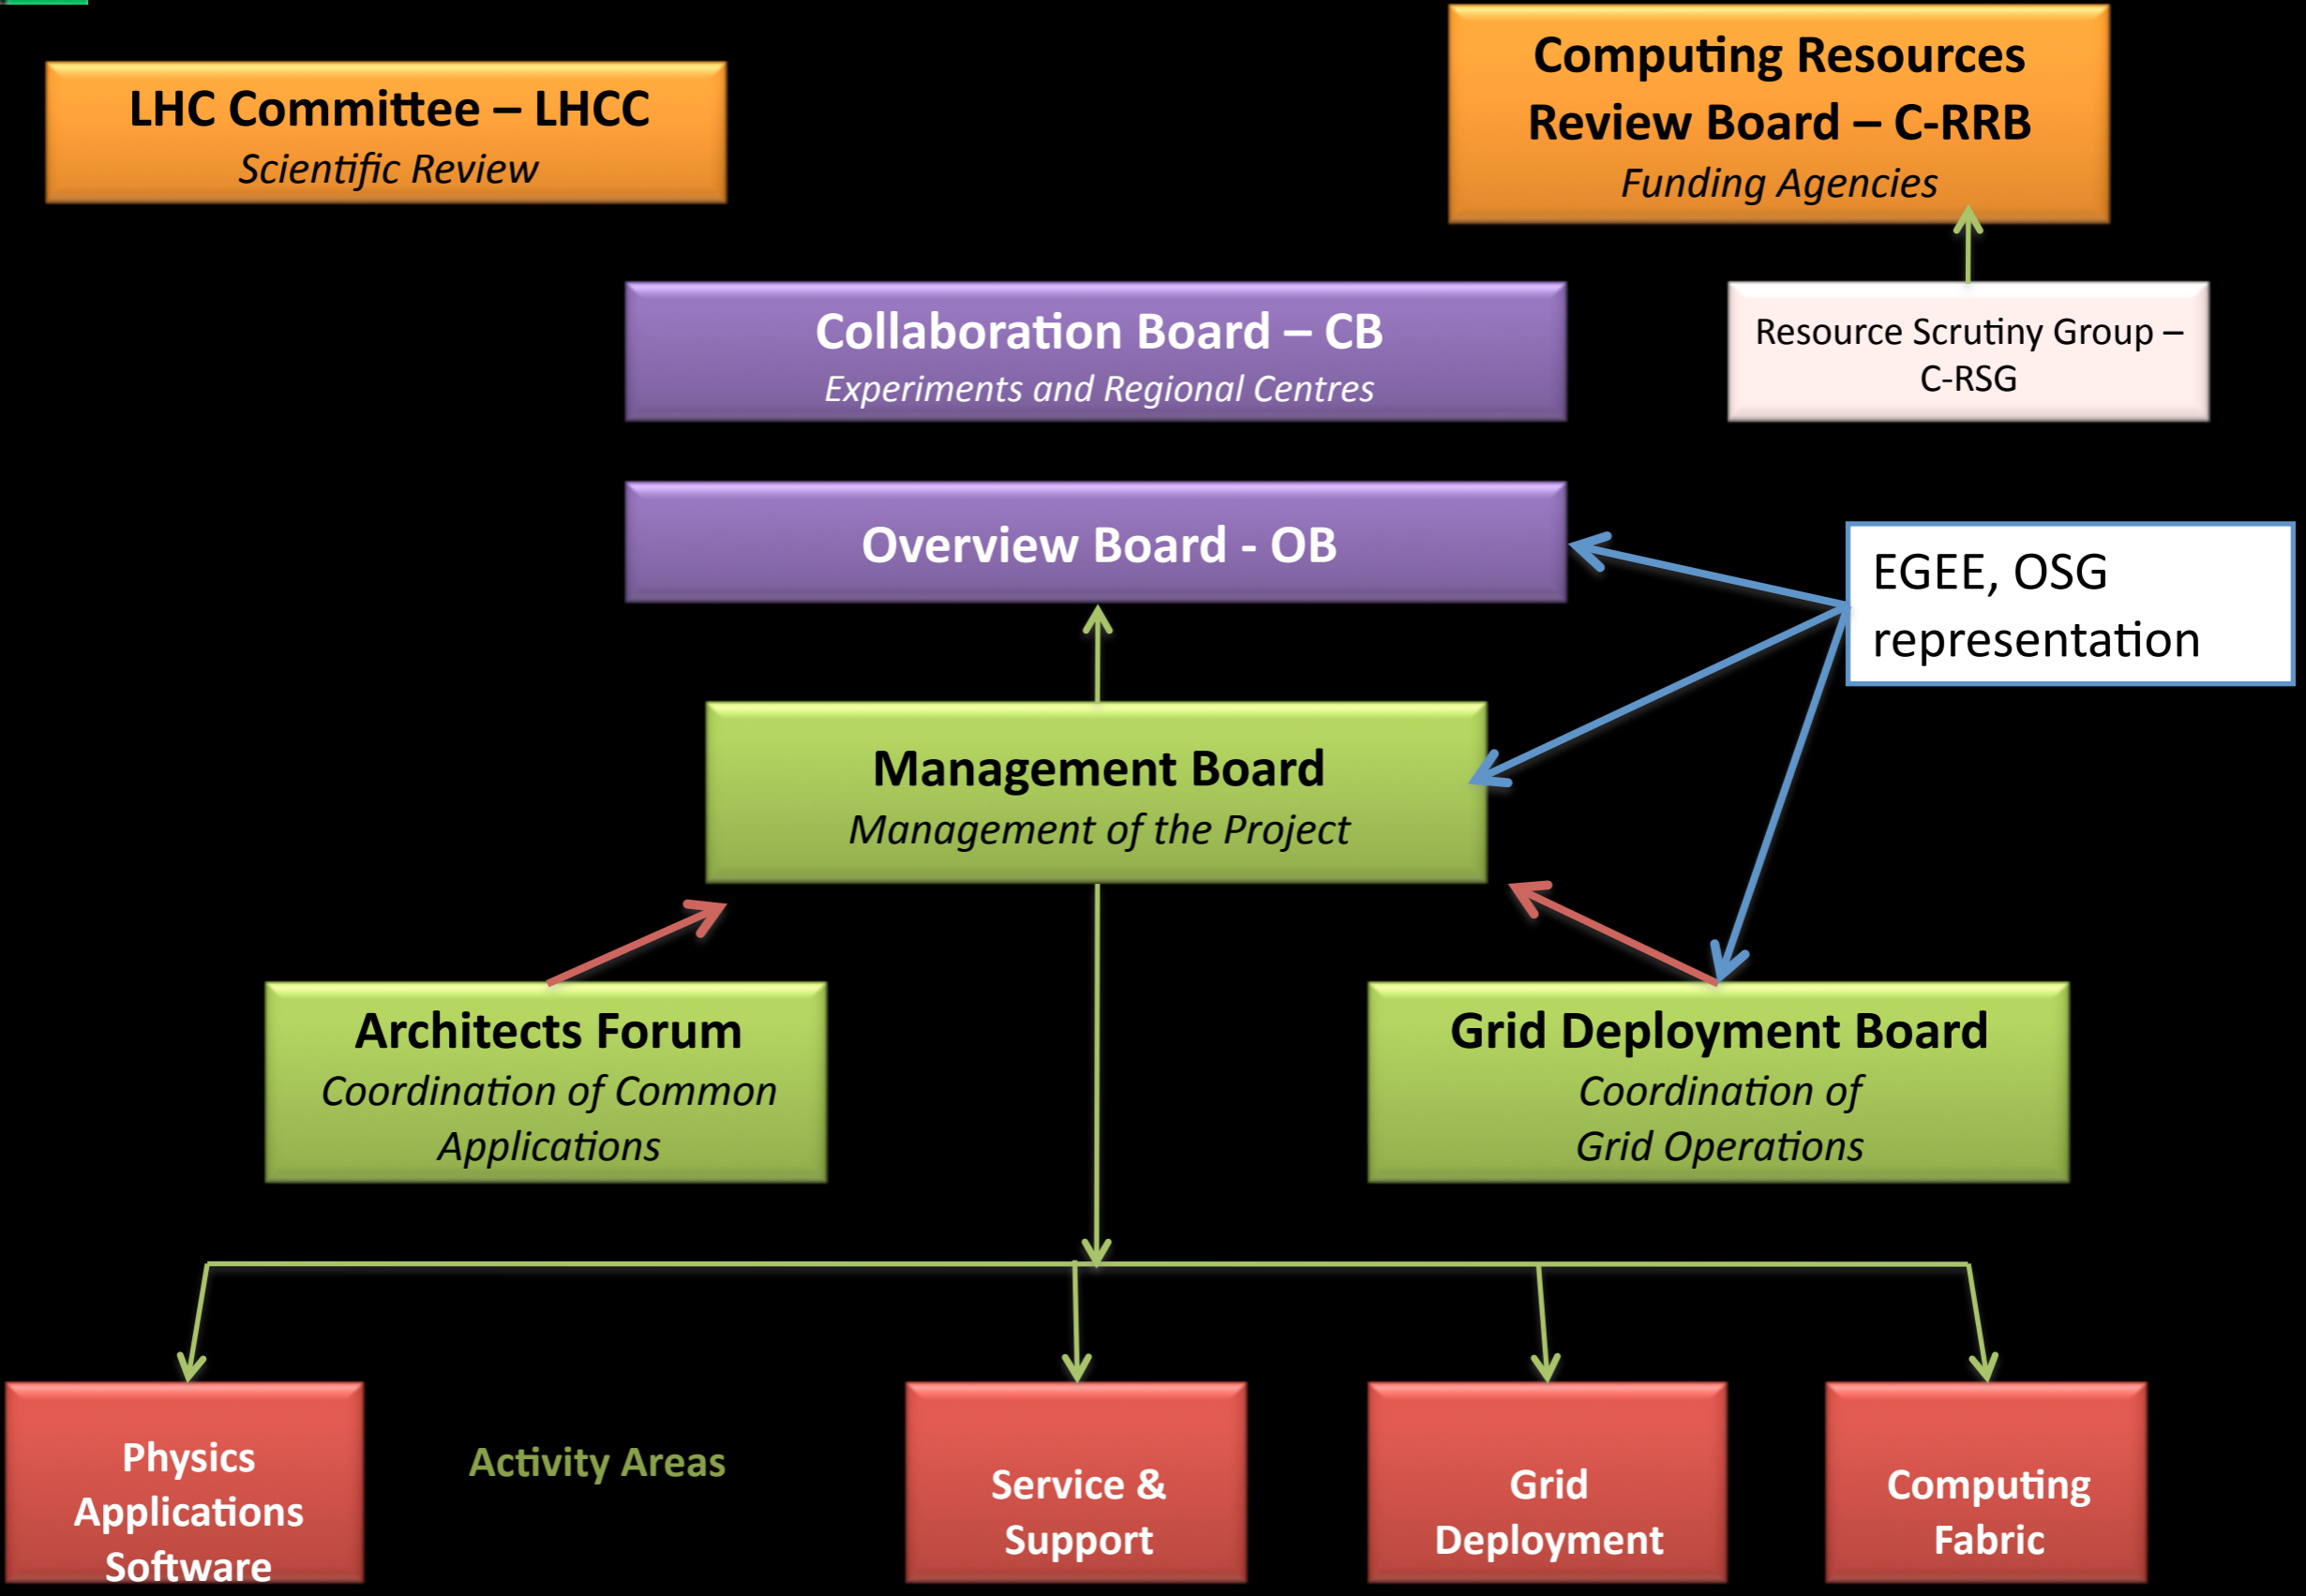 LHC Committee – LHCC
Scientific Review
Computing Resources
Review Board – C-RRB
Funding Agencies
Collaboration Board – CB
Experiments and Regional Centres
Resource Scrutiny Group –
C-RSG
Overview Board - OB
EGEE, OSG
representation
Management Board
Management of the Project
Architects Forum
Coordination of Common
Applications
Grid Deployment Board
Coordination of
Grid Operations
Physics
Applications
Software
Activity Areas
Service &
Support
Grid
Deployment
Computing
Fabric